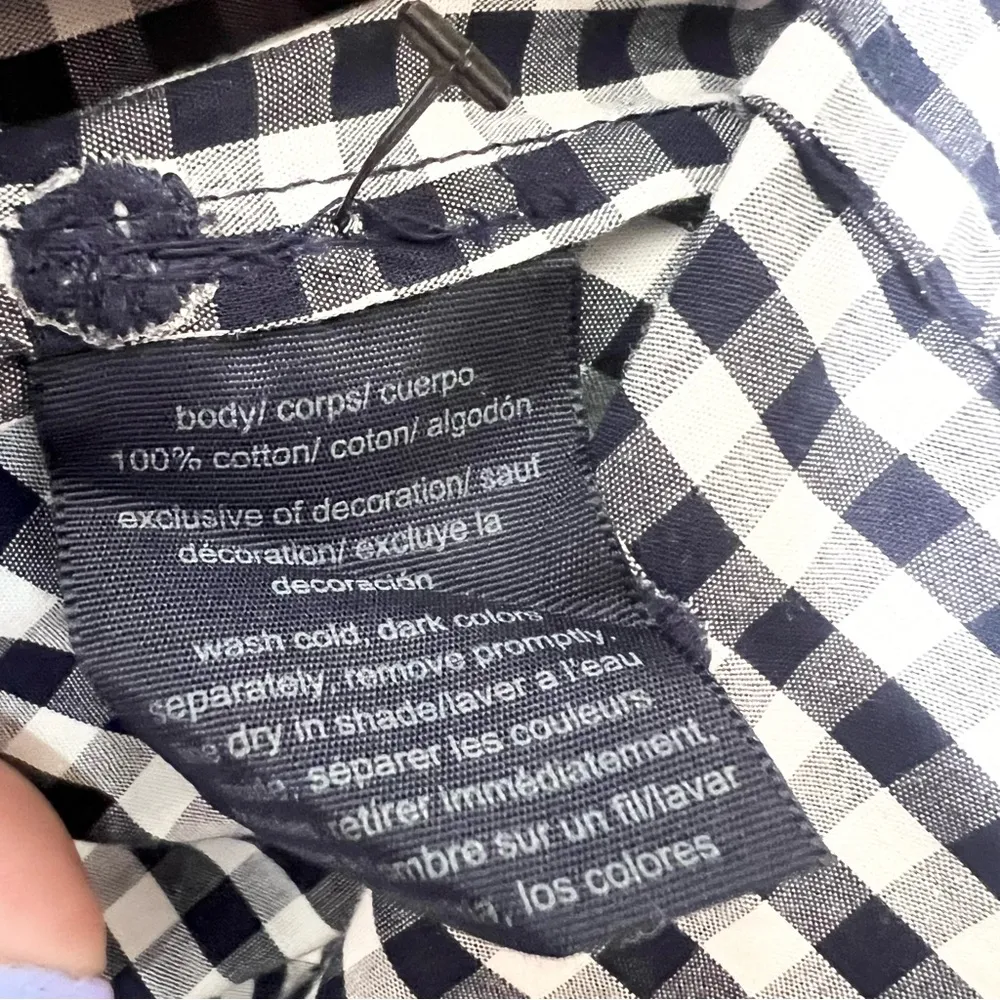 body/ corps/ cuerpo
100% cotton/ coton/ algodón
exclusive of decoration/ sauf
décoration/ excluye la
decoración
wash cold, dark colors
separately, remove promptly.
dry in shade/laver a l'eau
séparer les couleurs
retirer immédiatement.
sur un fil/lavar
los colores